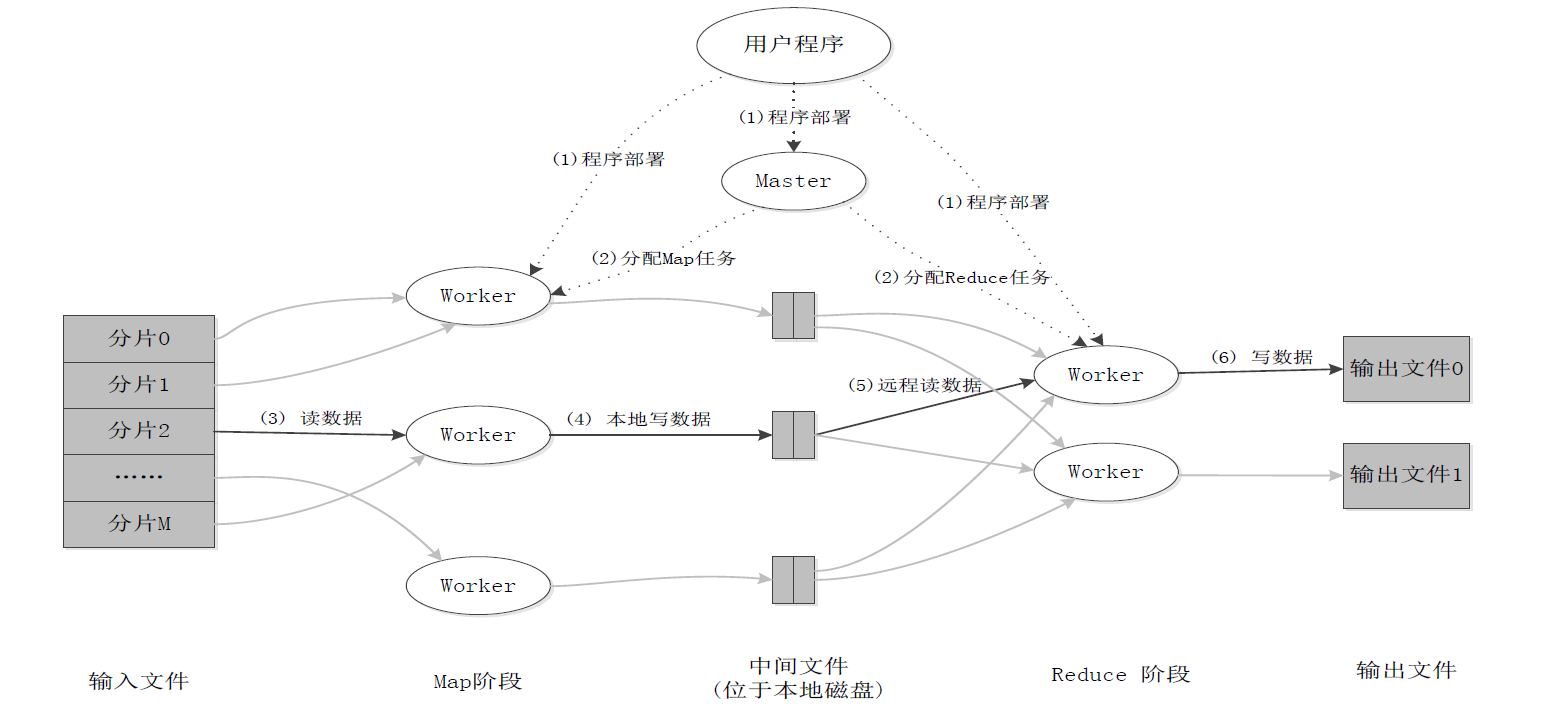 用户程序
(1)程序部署
(1)程序部署
Master
(1)程序部署
(2)分配Map任务
(2)分配Reduce任务
Worker
分片0
分片1
分片2
……
分片M
(3) 读数据
Worker
(4) 本地写数据
Worker
(5)远程读数据
Worker
(6) 写数据
输出文件0
Worker
输出文件1
输入文件
Map阶段
中间文件
(位于本地磁盘)
Reduce 阶段
输出文件